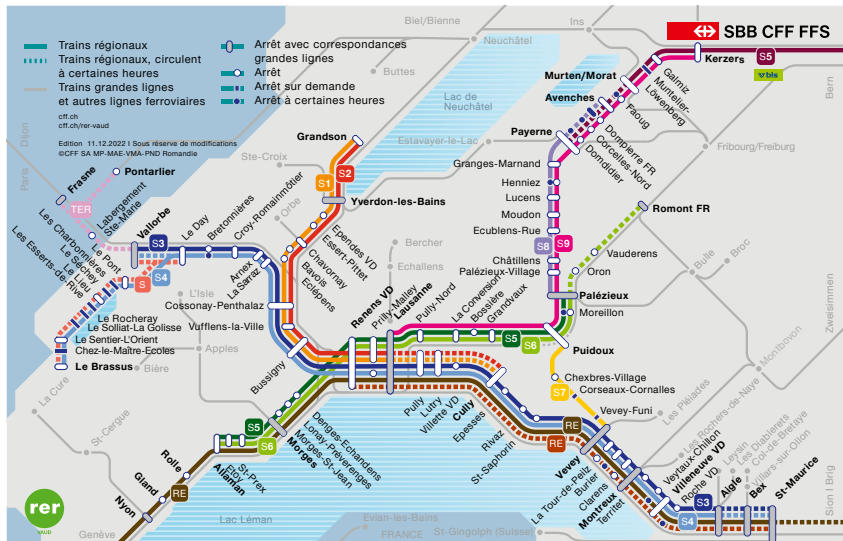 SBB CFF FFS
Trains régionaux
Trains régionaux, circulent
à certaines heures
Trains grandes lignes
et autres lignes ferroviaires
Arrêt avec correspondances
grandes lignes
Arrêt
Arrêt sur demande
Arrêt à certaines heures
cff.ch
cff.ch/rer-vaud
Edition 11.12.2022 I Sous réserve de modifications
©CFF SA MP-MAE-VMA-PND Romandie
Biel/Bienne
Ins
Neuchâtel
Buttes
Lac de
Neuchâtel
Estavayer-le-Lac
Ste-Croix
Orbe
Bercher
Echallens
Dijon
Paris
Bern
Fribourg/Freiburg
Bulle
Broc
Zweisimmen
Montbovon
Les Pléiades
Les Rochers-de-Naye
Leysin
Les Diablerets
Col-de-Bretaye
Villars-sur-Ollon
Sion I Brig
L'Isle
Apples
Bière
La Cure
St-Cergue
Genève
Lac Léman
Evian-les-Bains
FRANCE
St-Gingolph (Suisse)
Kerzers
S5
bls
Galmiz
Muntelier-
Löwenberg
Murten/Morat
Faoug
Avenches
Dompierre FR
Corcelles-Nord
Domdidier
Payerne
Granges-Marnand
Henniez
Lucens
Moudon
Ecublens-Rue
S8
S9
Châtillens
Palézieux-Village
Palézieux
Moreillon
Romont FR
Vauderens
Oron
Puidoux
Grandson
S1
S2
Yverdon-les-Bains
Ependes VD
Essert-Pittet
Chavornay
Bavois
Eclépens
Frasne
Pontarlier
TER
Labergement
Ste-Marie
Vallorbe
S3
S4
S
Le Day
Bretonnières
Croy-Romainmôtier
Arnex
La Sarraz
Cossonay-Penthalaz
Vufflens-la-Ville
Bussigny
Le Pont
Les Charbonnières
Le Séchey
Le Lieu
Les Esserts-de-Rive
Le Rocheray
Le Solliat-La Golisse
Le Sentier-L'Orient
Chez-le-Maître-Ecoles
Le Brassus
Renens VD
Prilly-Malley
Lausanne
Pully-Nord
La Conversion
Bossière
Grandvaux
S5
S6
S7
Chexbres-Village
Corseaux-Cornalles
Vevey-Funi
Pully
Lutry
Villette VD
Cully
Epesses
Rivaz
St-Saphorin
RE
RE
Vevey
La Tour-de-Peilz
Burier
Clarens
Montreux
Territet
Veytaux-Chillon
Villeneuve VD
Roche VD
S3
S4
Aigle
Bex
St-Maurice
Denges-Echandens
Lonay-Préverenges
Morges-St-Jean
Morges
St-Prex
Etoy
Allaman
S5
S6
RE
Rolle
Gland
Nyon
rer
VAUD